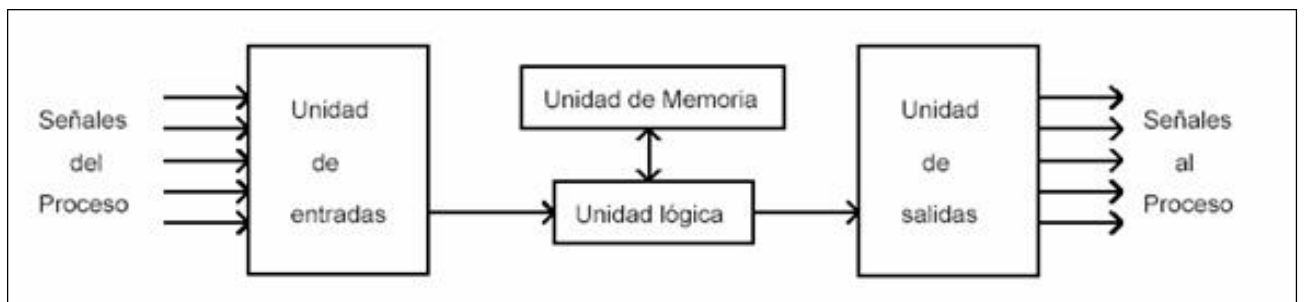 Señales
del
Proceso
Unidad
de
entradas
Unidad de Memoria
Unidad lógica
Unidad
de
salidas
Señales
al
Proceso